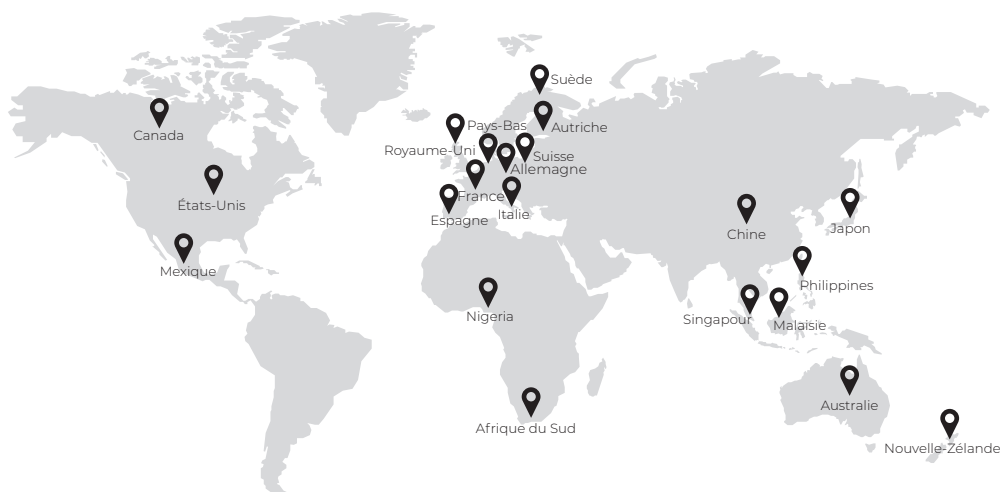 Suède
Canada
Pays-Bas
Autriche
Royaume-Uni
Suisse
Allemagne
France
États-Unis
Italie
Espagne
Chine
Japon
Mexique
Philippines
Nigeria
Singapour
Malaisie
Australie
Afrique du Sud
Nouvelle-Zélande